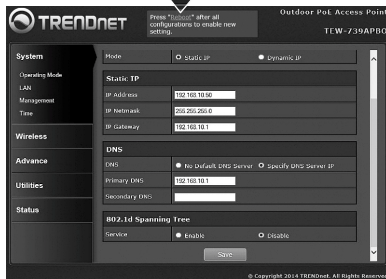 TRENDNET
Press "Reboot" after all
configurations to enable new
setting.
Outdoor PoE Access Point
TEW-739APBO
System
Operating Mode
LAN
Management
Time
Wireless
Advance
Utilities
Status
Mode Static IP Dynamic IP
Static IP
IP Address 192.168.10.50
IP Netmask 255.255.255.0
IP Gateway 192.168.10.1
DNS
DNS No Default DNS Server Specify DNS Server IP
Primary DNS 192.168.10.1
Secondary DNS
802.1d Spanning Tree
Service Enable Disable
Save
© Copyright 2014 TRENDnet. All Rights Reserved